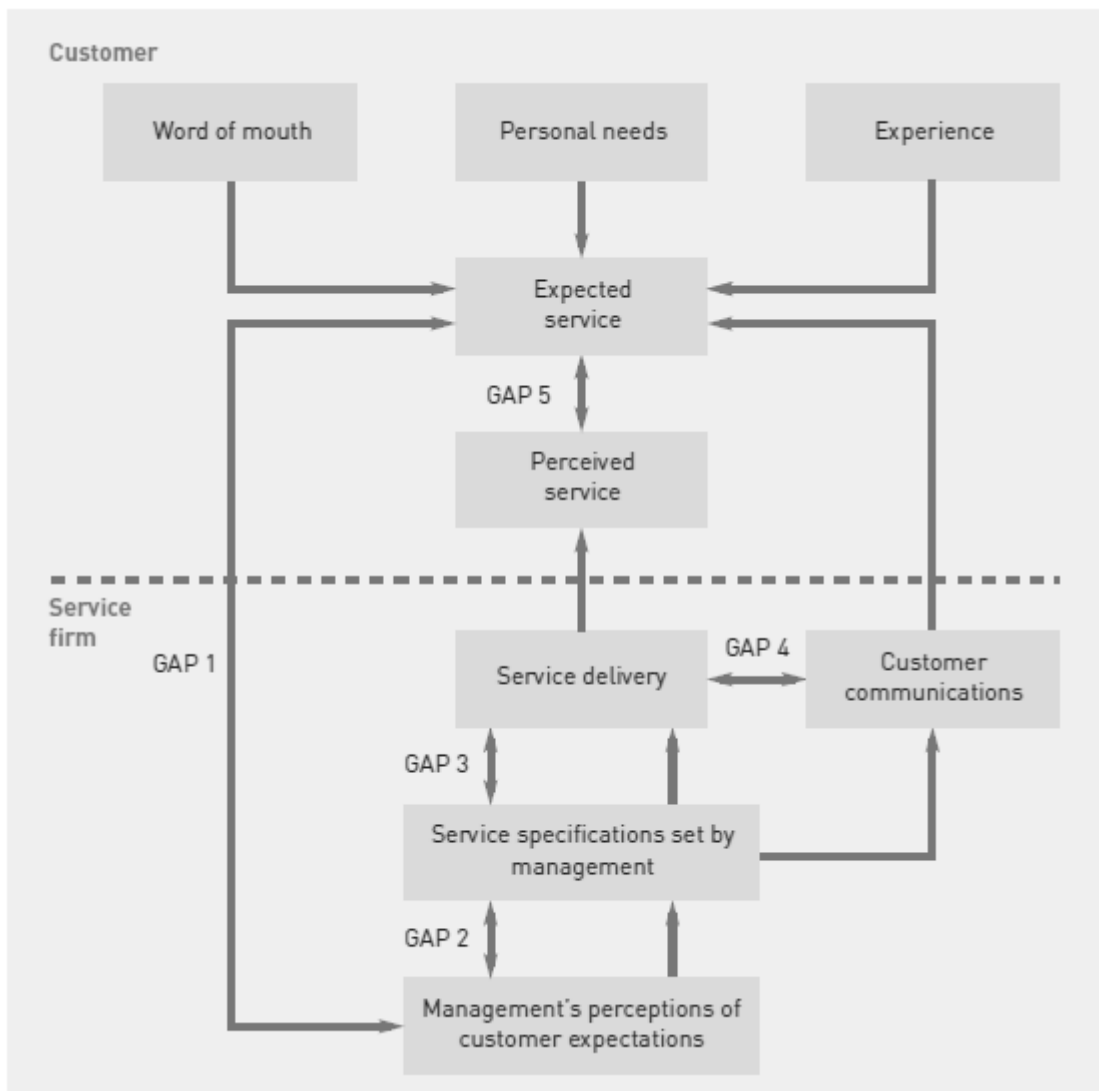 Customer
Word of mouth
Personal needs
Experience
Expected
service
GAP 5
Perceived
service
Service
firm
GAP 1
Service delivery
GAP 4
Customer
communications
GAP 3
Service specifications set by
management
GAP 2
Management's perceptions of
customer expectations